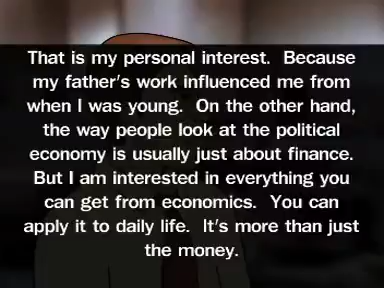 That is my personal interest.  Because
my father's work influenced me from
when I was young.  On the other hand,
the way people look at the political
economy is usually just about finance.
But I am interested in everything you
can get from economics.  You can
apply it to daily life.  It's more than just
the money.